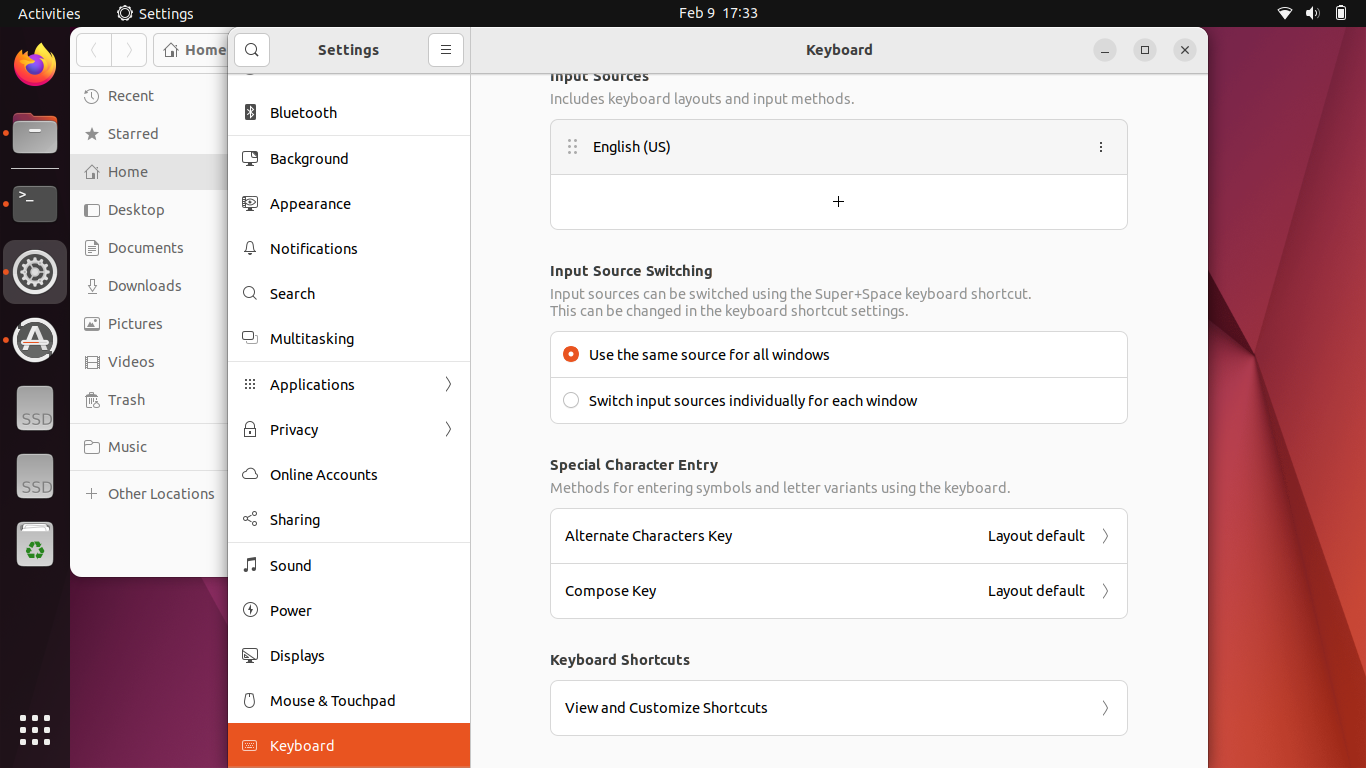 Activities
Settings
Feb 9 17:33
Home
Recent
Starred
Home
Desktop
Documents
Downloads
Pictures
Videos
Trash
Music
Other Locations
>_
SSD
SSD
Settings
Bluetooth
Background
Appearance
Notifications
Search
Multitasking
Applications
Privacy
Online Accounts
Sharing
Sound
Power
Displays
Mouse & Touchpad
Keyboard
Keyboard
Input Sources
Includes keyboard layouts and input methods.
English (US)
Input Source Switching
Input sources can be switched using the Super+Space keyboard shortcut.
This can be changed in the keyboard shortcut settings.
Use the same source for all windows
Switch input sources individually for each window
Special Character Entry
Methods for entering symbols and letter variants using the keyboard.
Alternate Characters Key Layout default
Compose Key Layout default
Keyboard Shortcuts
View and Customize Shortcuts